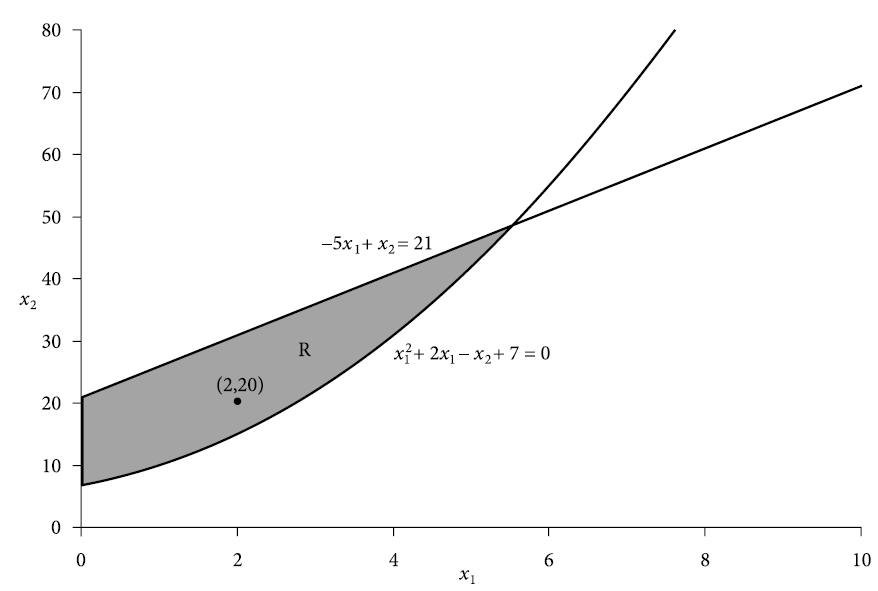 80
70
60
50
−5x₁ + x₂ = 21
40
x₂
30
R
x₁² + 2x₁ − x₂ + 7 = 0
(2,20)
20
10
0
0 2 4 6 8 10
x₁